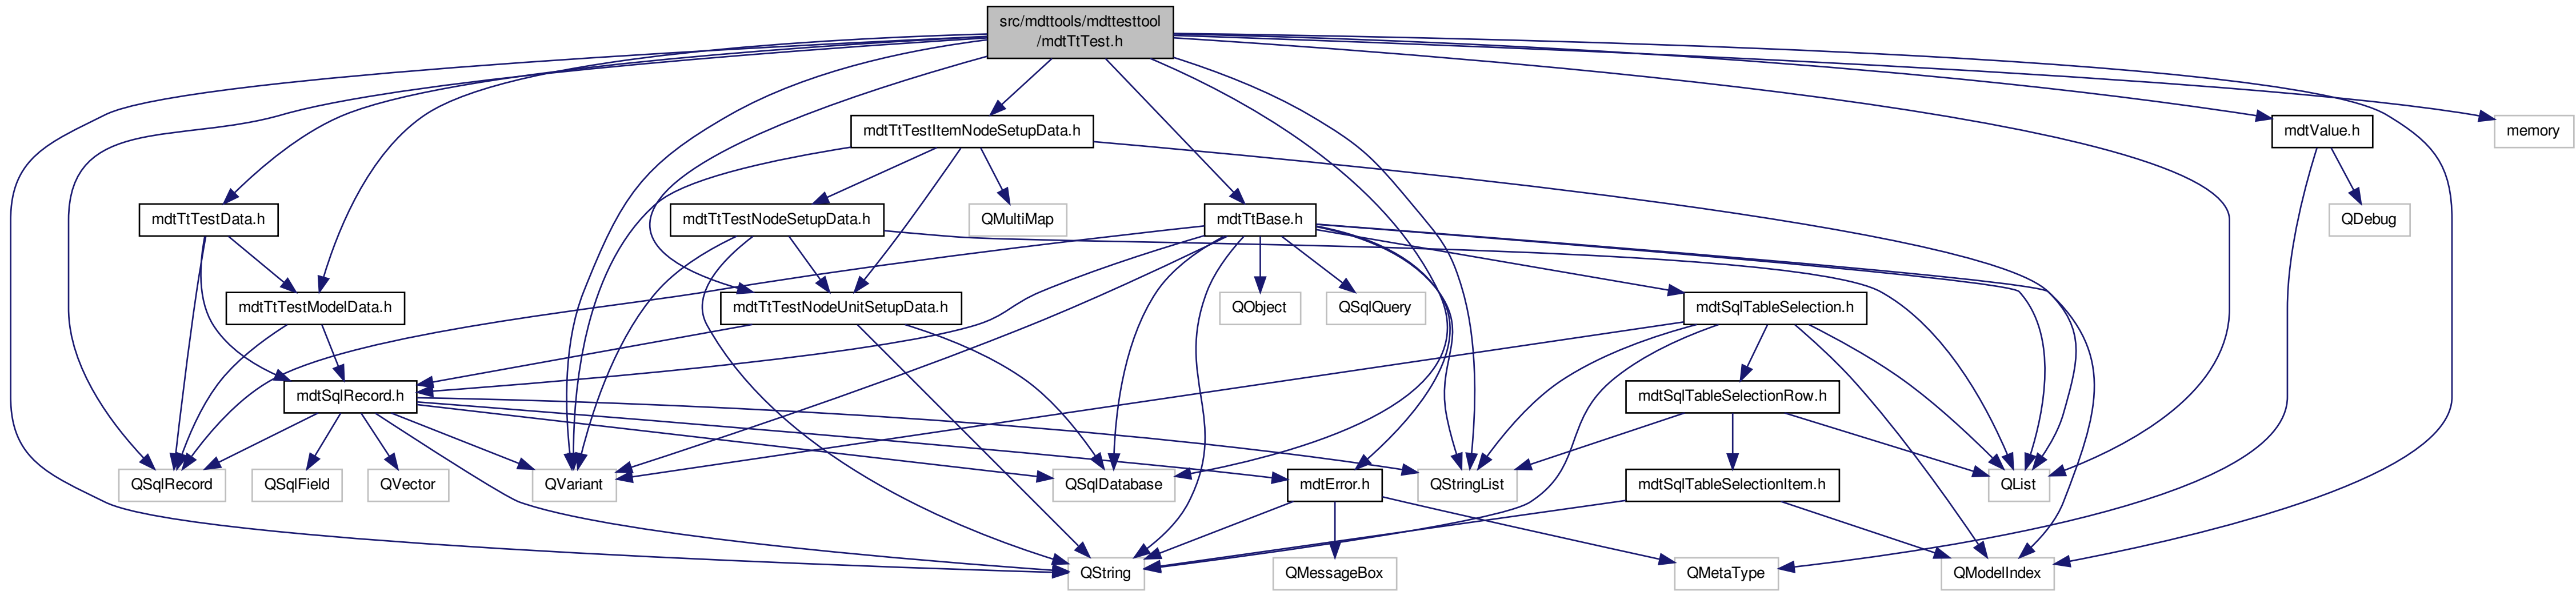 src/mdttools/mdttesttool
/mdtTtTest.h
mdtTtTestItemNodeSetupData.h
mdtValue.h
memory
mdtTtTestData.h
mdtTtTestNodeSetupData.h
QMultiMap
mdtTtBase.h
QDebug
mdtTtTestModelData.h
mdtTtTestNodeUnitSetupData.h
QObject
QSqlQuery
mdtSqlTableSelection.h
mdtSqlRecord.h
mdtSqlTableSelectionRow.h
QSqlRecord
QSqlField
QVector
QVariant
QSqlDatabase
mdtError.h
QStringList
mdtSqlTableSelectionItem.h
QList
QString
QMessageBox
QMetaType
QModelIndex